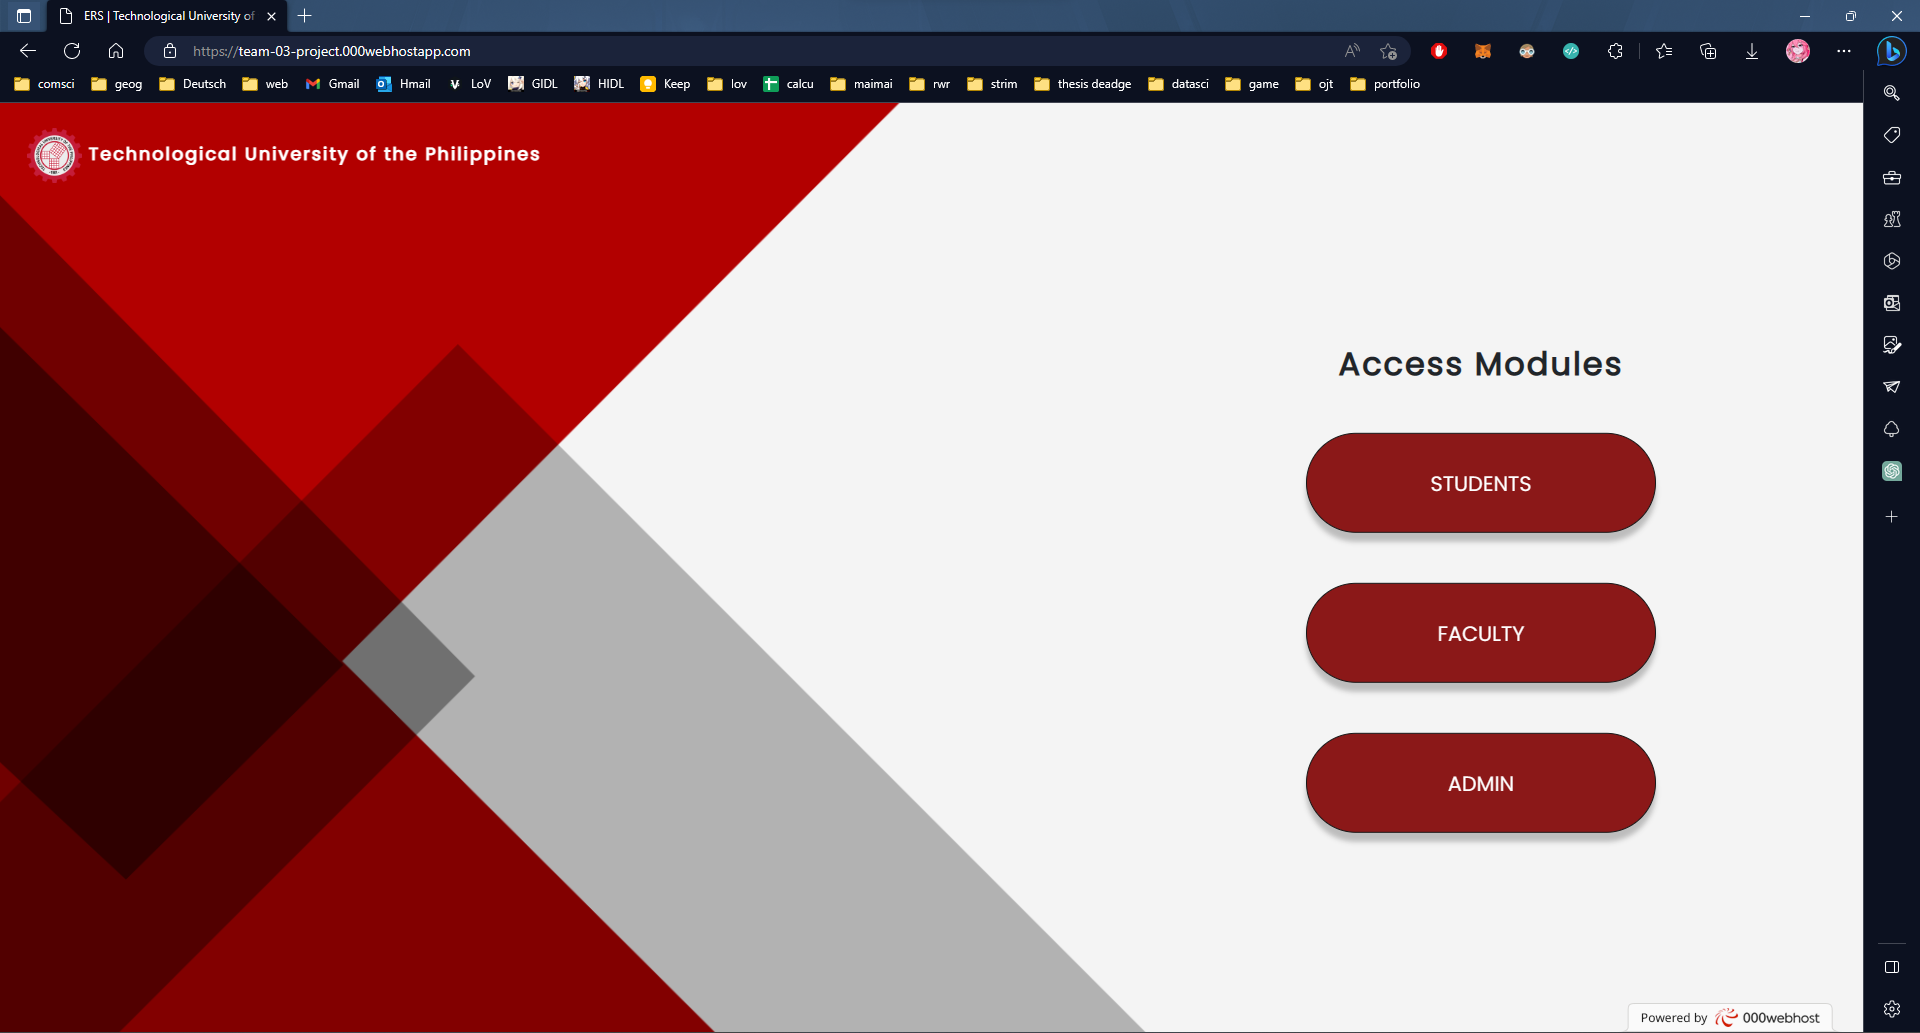 ERS | Technological University of
https://team-03-project.000webhostapp.com
comsci geog Deutsch web Gmail Hmail LoV GIDL HIDL Keep lov calcu maimai rwr strim thesis deadge datasci game ojt portfolio
Technological University of the Philippines
Access Modules
STUDENTS
FACULTY
ADMIN
Powered by 000webhost